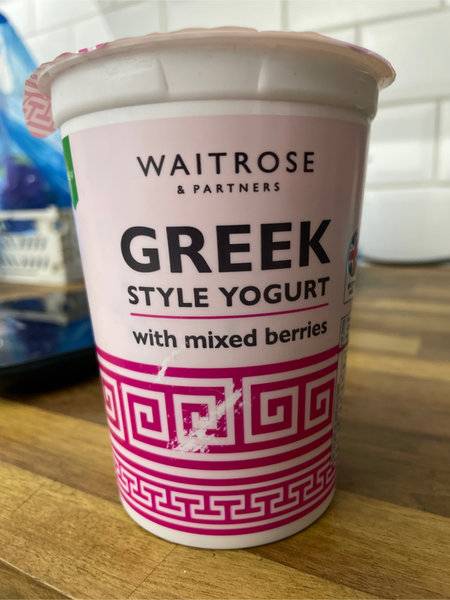 WAITROSE
& PARTNERS
GREEK
STYLE YOGURT
with mixed berries